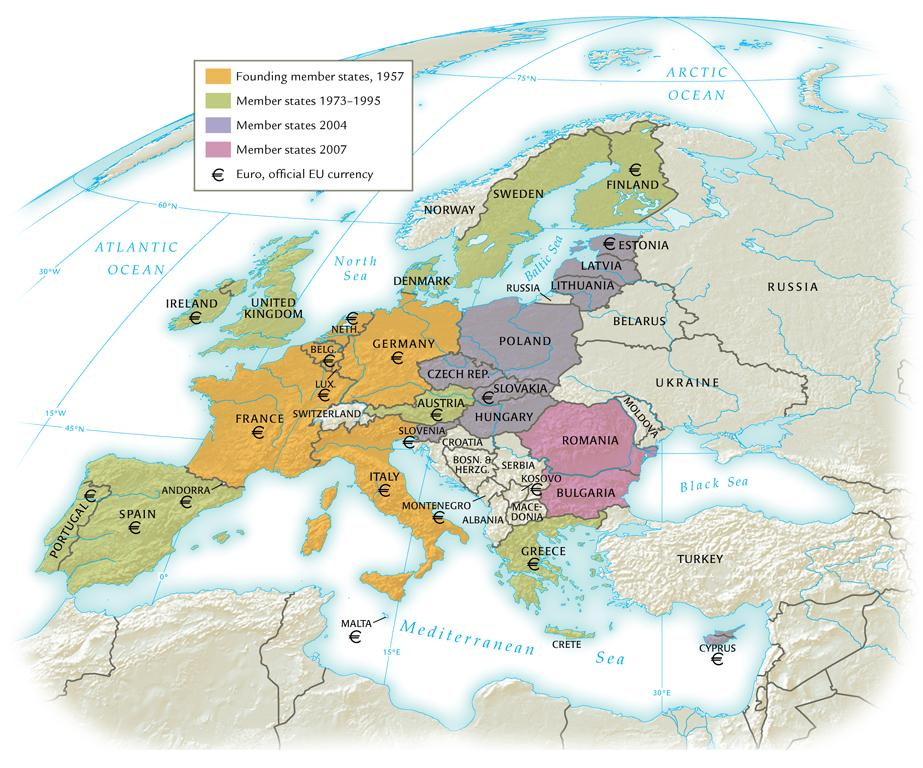 Founding member states, 1957
Member states 1973–1995
Member states 2004
Member states 2007
€ Euro, official EU currency
75°N
ARCTIC
OCEAN
60°N
ATLANTIC
OCEAN
30°W
North
Sea
NORWAY
SWEDEN
€
FINLAND
Baltic Sea
€ ESTONIA
LATVIA
LITHUANIA
RUSSIA
RUSSIA
DENMARK
IRELAND
€
UNITED
KINGDOM
€
NETH.
BELG.
€
LUX.
€
GERMANY
€
POLAND
BELARUS
UKRAINE
CZECH REP.
SLOVAKIA
€
AUSTRIA
€
HUNGARY
MOLDOVA
15°W
45°N
FRANCE
€
SWITZERLAND
SLOVENIA
€
CROATIA
ROMANIA
BOSN. &
HERZG.
SERBIA
KOSOVO
€
BULGARIA
Black Sea
ITALY
€
MONTENEGRO
€
ALBANIA
MACE-
DONIA
ANDORRA
€
PORTUGAL €
SPAIN
€
GREECE
€
TURKEY
0°
MALTA
€
Mediterranean
Sea
15°E
CRETE
CYPRUS
€
30°E